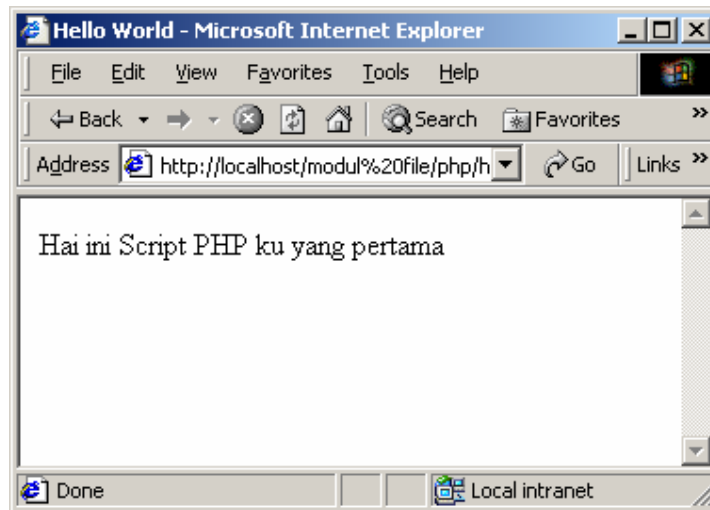 Hello World - Microsoft Internet Explorer
File Edit View Favorites Tools Help
Back Search Favorites »
Address http://localhost/modul%20file/php/h Go Links »
Hai ini Script PHP ku yang pertama
Done Local intranet